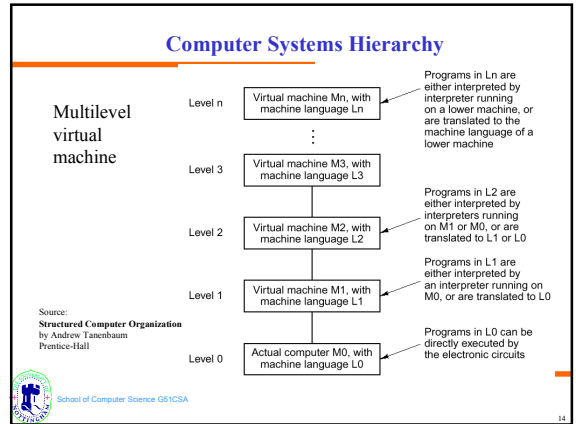 Computer Systems Hierarchy
Multilevel
virtual
machine
Level n
Virtual machine Mn, with
machine language Ln
Programs in Ln are
either interpreted by
interpreter running
on a lower machine, or
are translated to the
machine language of a
lower machine
⋮
Level 3
Virtual machine M3, with
machine language L3
Level 2
Virtual machine M2, with
machine language L2
Programs in L2 are
either interpreted by
interpreters running
on M1 or M0, or are
translated to L1 or L0
Level 1
Virtual machine M1, with
machine language L1
Programs in L1 are
either interpreted by
an interpreter running on
M0, or are translated to L0
Source:
Structured Computer Organization
by Andrew Tanenbaum
Prentice-Hall
Level 0
Actual computer M0, with
machine language L0
Programs in L0 can be
directly executed by
the electronic circuits
NOTTINGHAM
School of Computer Science G51CSA
14